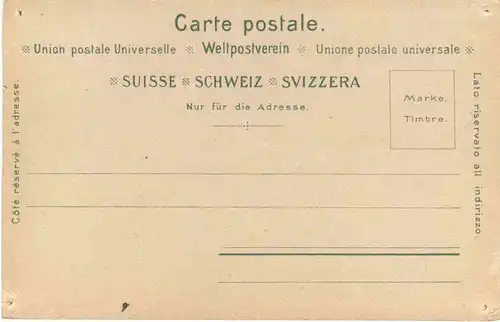 Carte postale.
※ Union postale Universelle ※ Weltpostverein ※ Unione postale universale ※
※ SUISSE ※ SCHWEIZ ※ SVIZZERA
Nur für die Adresse.
Marke.
Timbre.
Côté réservé à l'adresse.
Lato riservato all indirizzo.